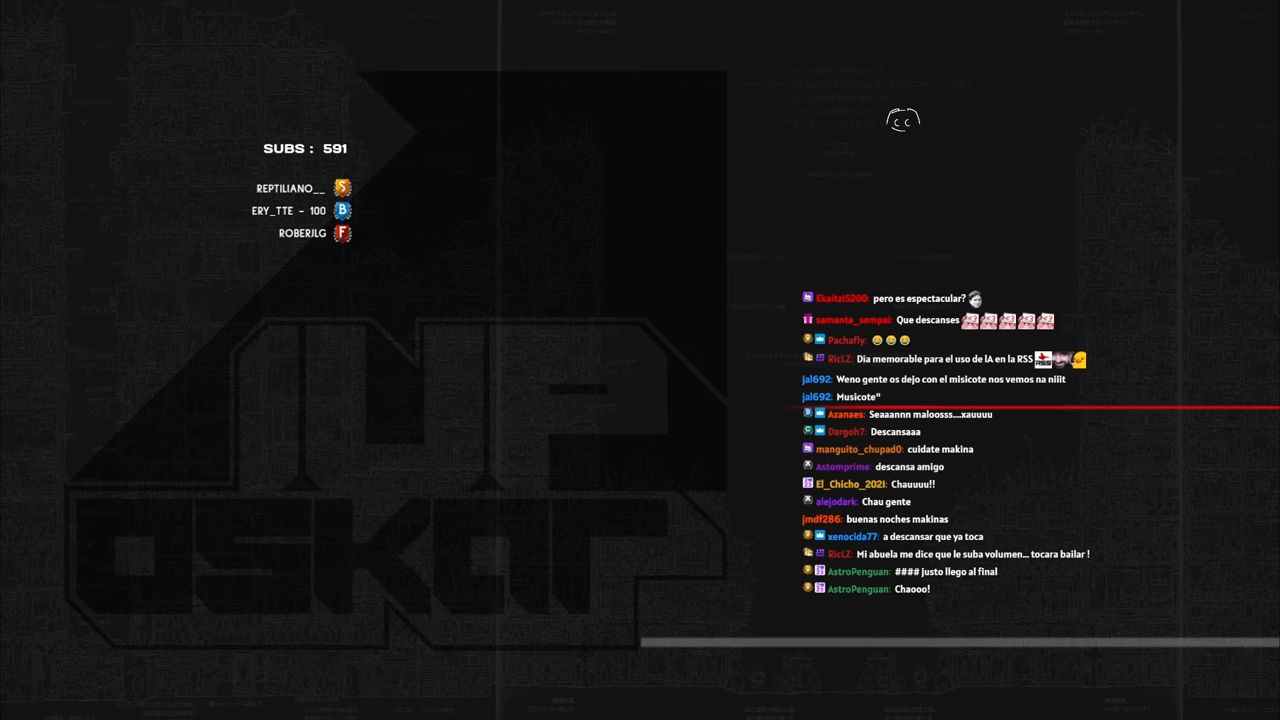 SUBS : 591
REPTILIANO__ S
ERY_TTE - 100 B
ROBERJLG F
Ekaitz15200: pero es espectacular?
samanta_sempai: Que descanses
Pachafly:
RicLZ: Dia memorable para el uso de IA en la RSS
jal692: Weno gente os dejo con el misicote nos vemos na niiit
jal692: Musicote"
Azanaes: Seaaannn maloosss....xauuuu
Dargoh7: Descansaaa
manguito_chupad0: cuidate makina
Astomprime: descansa amigo
El_Chicho_2021: Chauuuu!!
alejodark: Chau gente
jmdf286: buenas noches makinas
xenocida77: a descansar que ya toca
RicLZ: Mi abuela me dice que le suba volumen... tocara bailar !
AstroPenguan: #### justo llego al final
AstroPenguan: Chaooo!